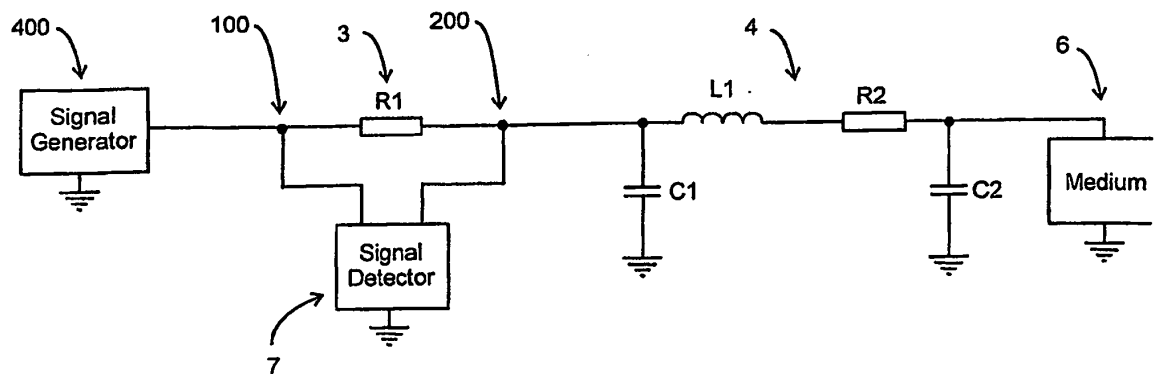 400
100
3
200
4
6
Signal
Generator
R1
L1
R2
C1
C2
Medium
Signal
Detector
7